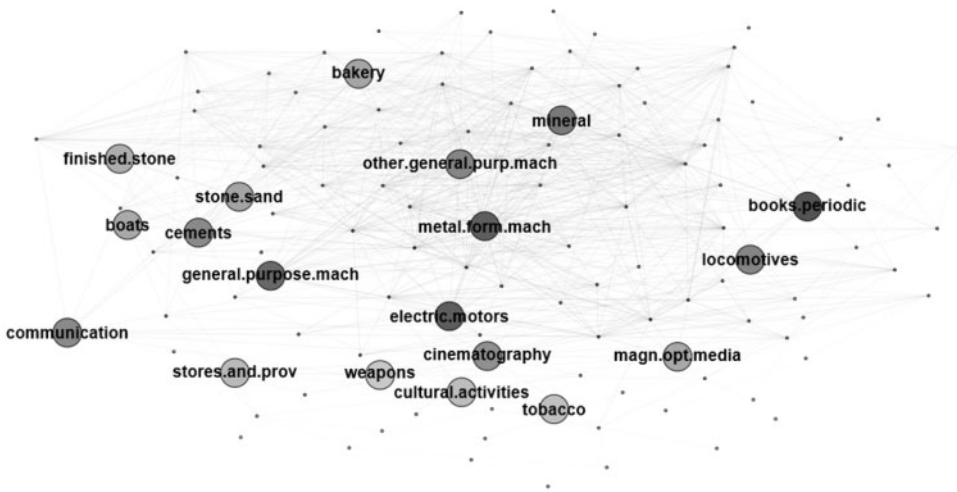 bakery
mineral
finished.stone
other.general.purp.mach
stone.sand
books.periodic
boats
cements
metal.form.mach
locomotives
general.purpose.mach
electric.motors
communication
cinematography
magn.opt.media
stores.and.prov
weapons
cultural.activities
tobacco